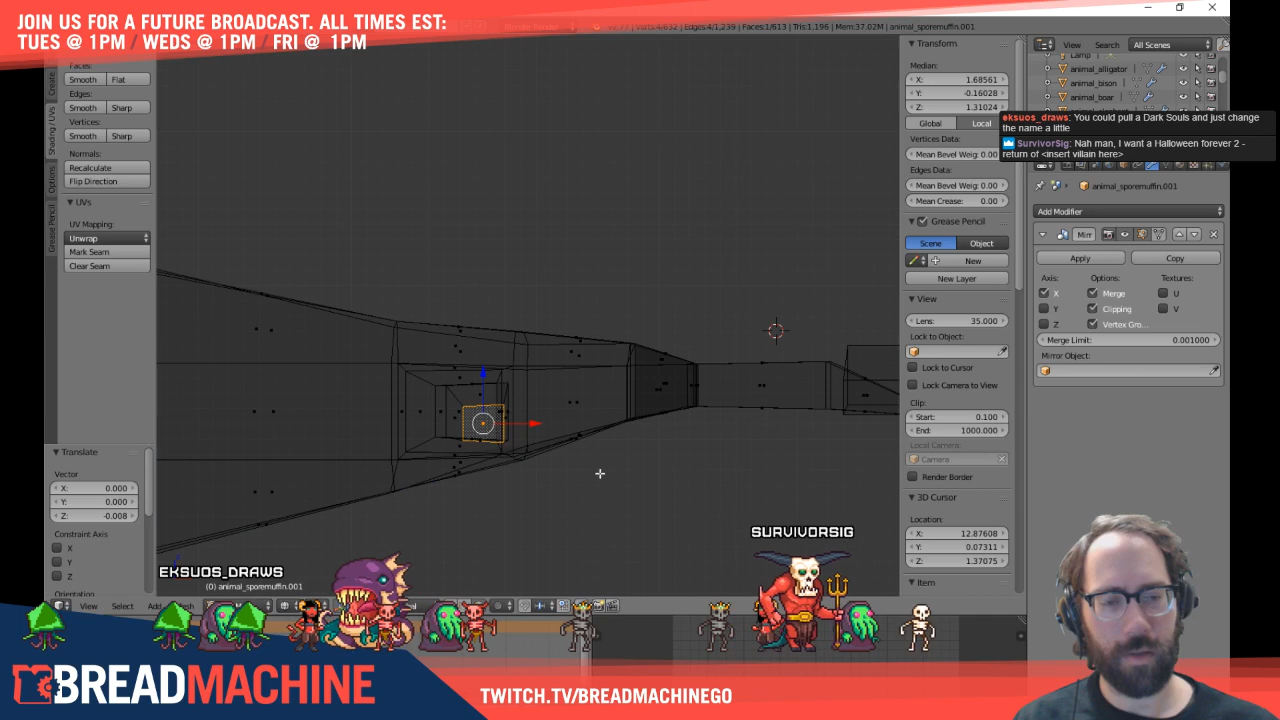 JOIN US FOR A FUTURE BROADCAST. ALL TIMES EST:
TUES @ 1PM / WEDS @ 1PM / FRI @ 1PM
Verts:4/632 | Edges:4/1,239 | Faces:1/613 | Tris:1,196 | Mem:37.02M | animal_sporemuffin.001
Faces:
Smooth Flat
Edges:
Smooth Sharp
Vertices:
Smooth Sharp
Normals:
Recalculate
Flip Direction
UVs
UV Mapping:
Unwrap
Mark Seam
Clear Seam
Create
Shading / UVs
Options
Grease Pencil
Translate
Vector
X: 0.000
Y: 0.000
Z: -0.008
Constraint Axis
X
Y
Z
Orientation
Transform
Median:
X: 1.68561
Y: -0.16028
Z: 1.31024
Global Local
Vertices Data:
Mean Bevel Weig: 0.00
Edges Data:
Mean Bevel Weig: 0.00
Mean Crease: 0.00
Grease Pencil
Scene Object
New
New Layer
View
Lens: 35.000
Lock to Object:
Lock to Cursor
Lock Camera to View
Clip:
Start: 0.100
End: 1000.000
Local Camera:
Camera
Render Border
3D Cursor
Location:
X: 12.87608
Y: 0.07311
Z: 1.37075
Item
View Search All Scenes
Lamp
animal_alligator
animal_bison
animal_boar
eksuos_draws: You could pull a Dark Souls and just change
the name a little
SurvivorSig: Nah man, I want a Halloween forever 2 -
return of <insert villain here>
animal_sporemuffin.001
Add Modifier
Mirr
Apply Copy
Axis: Options: Textures:
X Merge U
Y Clipping V
Z Vertex Gro...
Merge Limit: 0.001000
Mirror Object:
SURVIVORSIG
EKSUOS_DRAWS
(0) animal_sporemuffin.001
View Select Add
BREADMACHINE
TWITCH.TV/BREADMACHINEGO